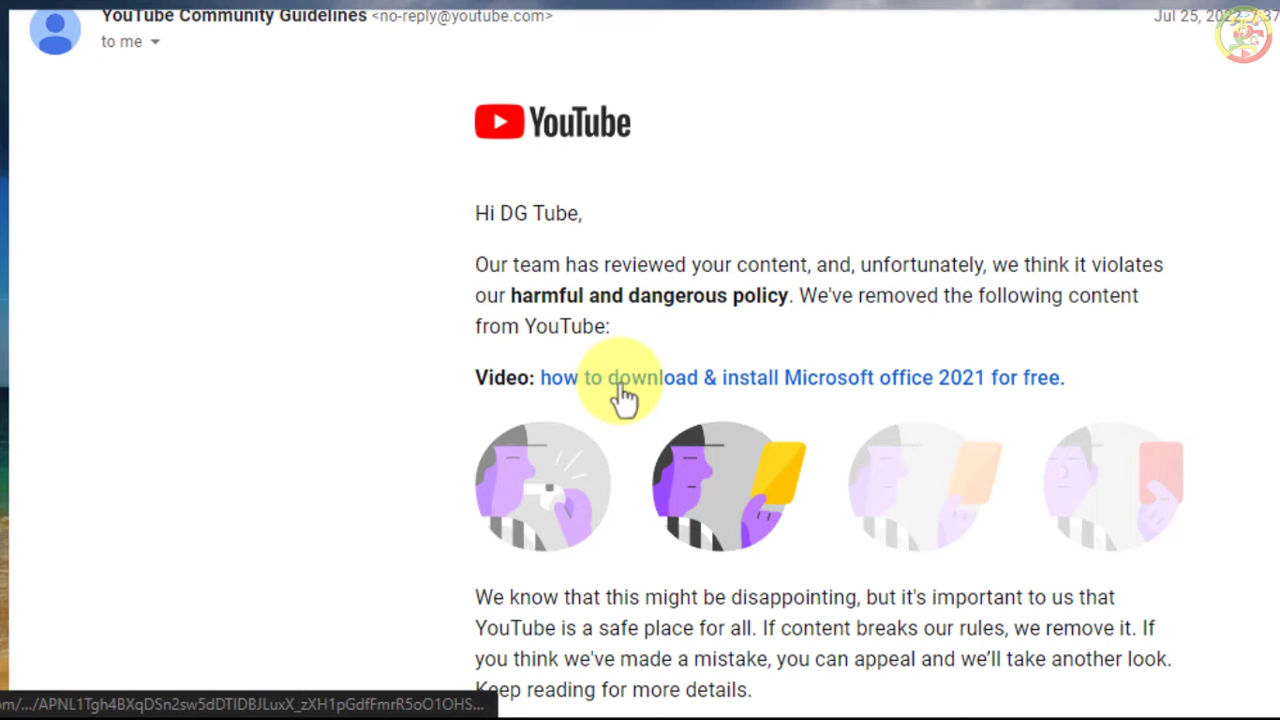 YouTube Community Guidelines <no-reply@youtube.com>
Jul 25, 2022
to me
YouTube
Hi DG Tube,
Our team has reviewed your content, and, unfortunately, we think it violates
our harmful and dangerous policy. We've removed the following content
from YouTube:
Video: how to download & install Microsoft office 2021 for free.
We know that this might be disappointing, but it's important to us that
YouTube is a safe place for all. If content breaks our rules, we remove it. If
you think we've made a mistake, you can appeal and we'll take another look.
Keep reading for more details.